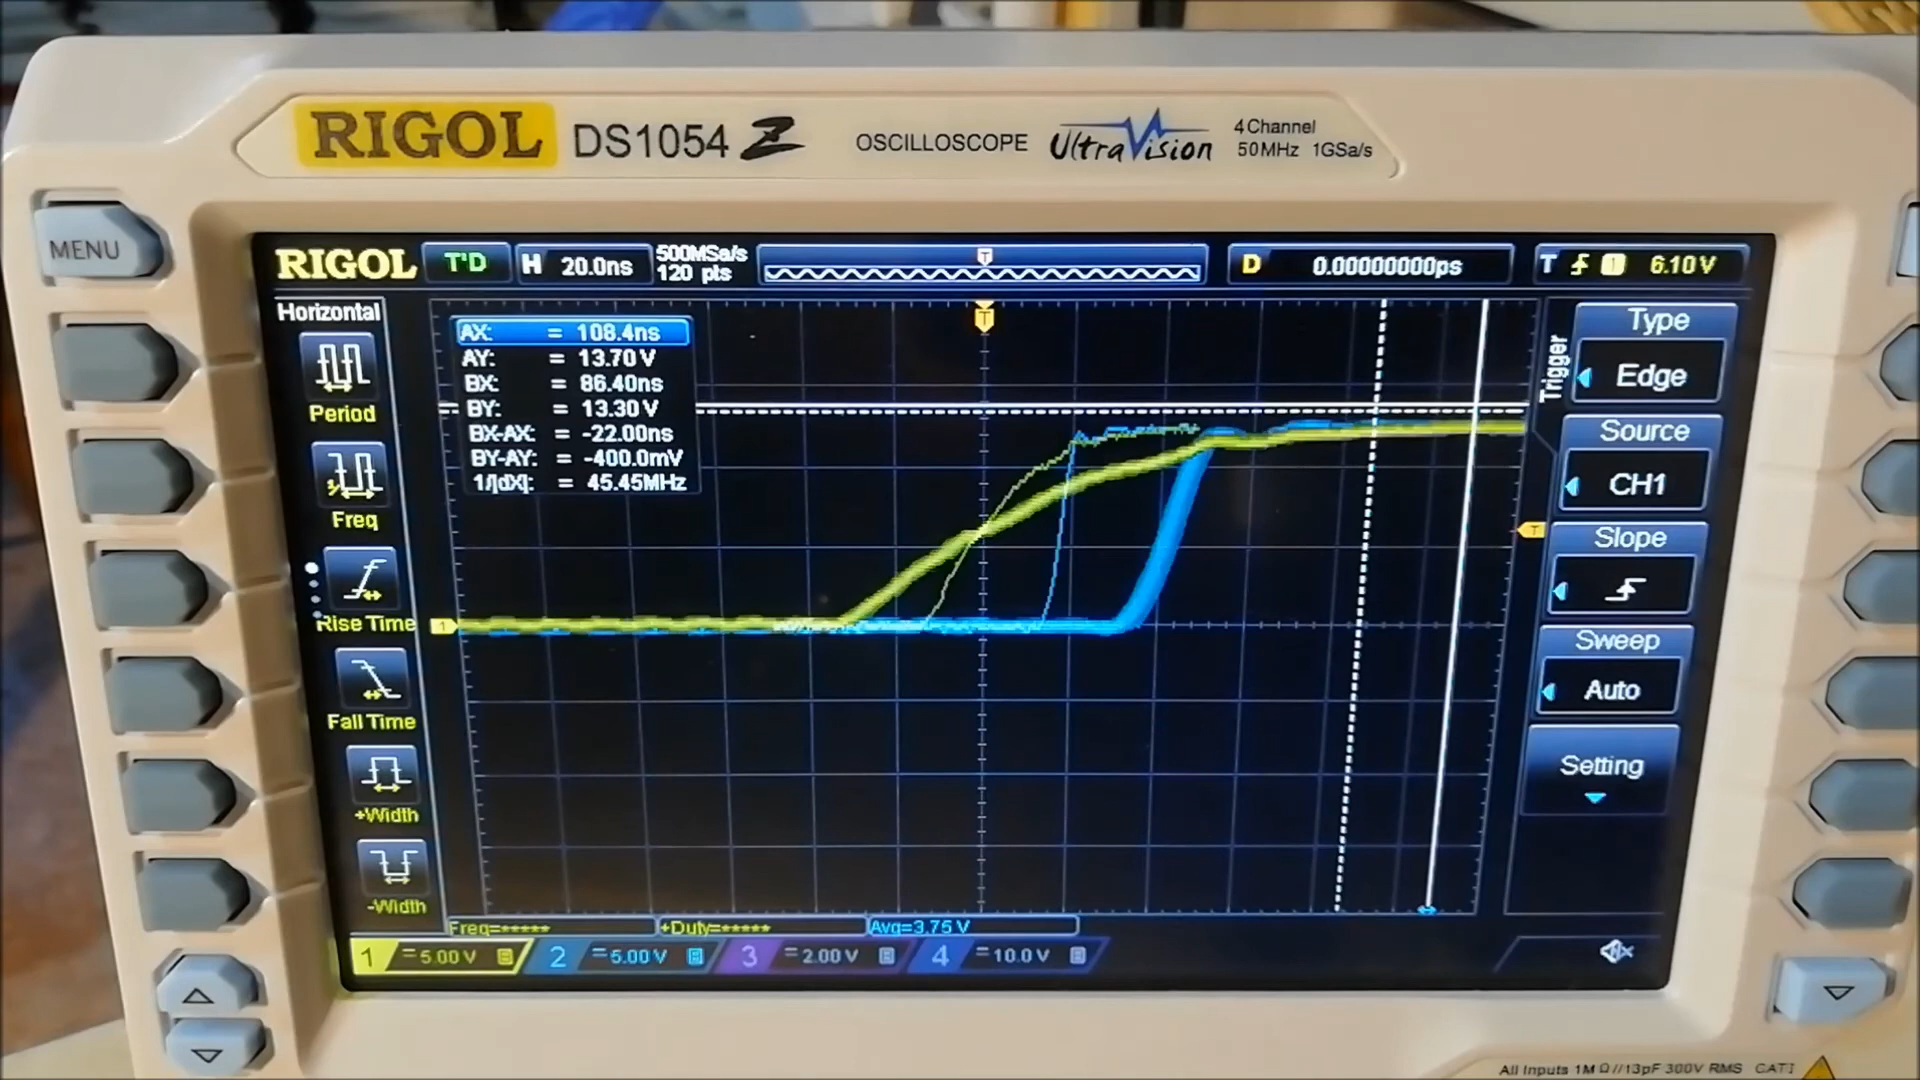 RIGOL DS1054 Z OSCILLOSCOPE UltraVision 4 Channel
50MHz 1GSa/s
MENU
RIGOL T'D H 20.0ns 500MSa/s
120 pts
T
D 0.00000000ps T 1 6.10V
Horizontal
Period
Freq
Rise Time
Fall Time
+Width
-Width
AX: = 108.4ns
AY: = 13.70 V
BX: = 86.40ns
BY: = 13.30 V
BX-AX: = -22.00ns
BY-AY: = -400.0mV
1/|dX|: = 45.45MHz
T
T
1
Trigger
Type
Edge
Source
CH1
Slope
Sweep
Auto
Setting
Freq=***** +Duty=***** Avg=3.75 V
1 = 5.00 V B 2 = 5.00 V B 3 = 2.00 V B 4 = 10.0 V B
All Inputs 1MΩ//13pF 300V RMS CAT I